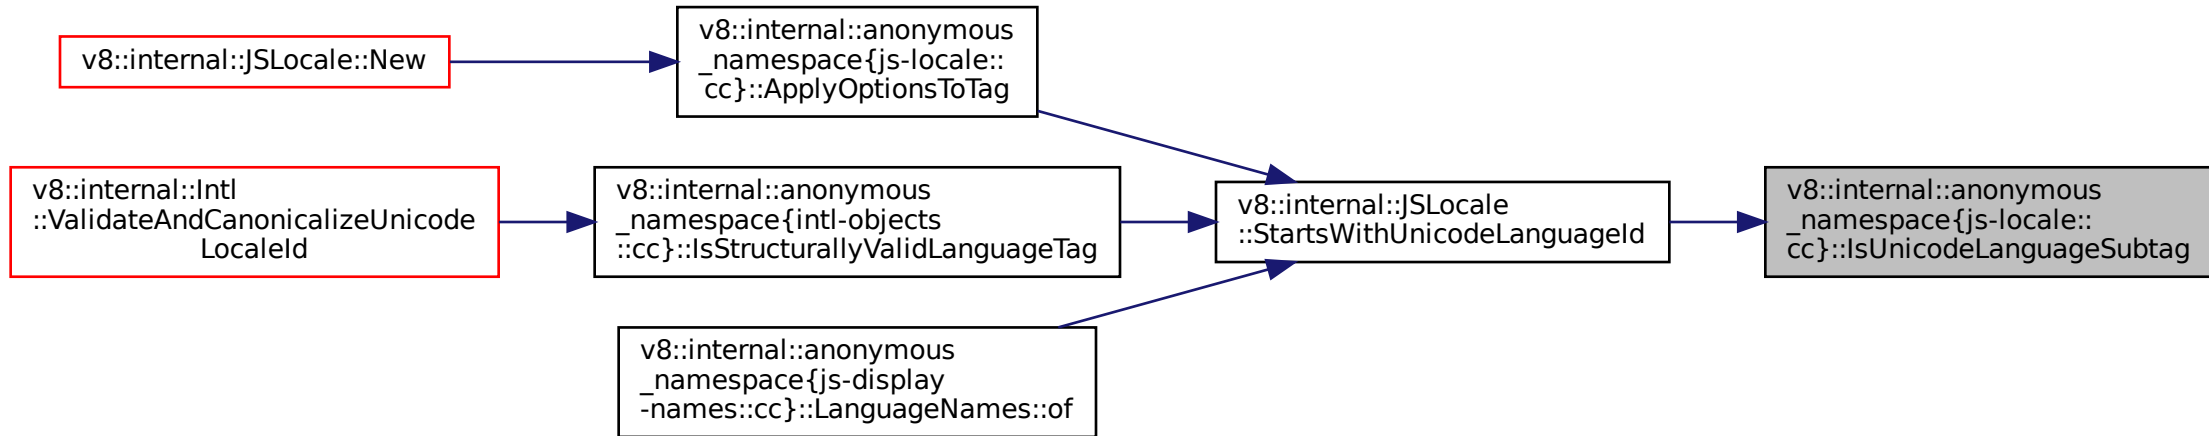 v8::internal::JSLocale::New
v8::internal::anonymous
_namespace{js-locale::
cc}::ApplyOptionsToTag
v8::internal::Intl
::ValidateAndCanonicalizeUnicode
LocaleId
v8::internal::anonymous
_namespace{intl-objects
::cc}::IsStructurallyValidLanguageTag
v8::internal::JSLocale
::StartsWithUnicodeLanguageId
v8::internal::anonymous
_namespace{js-locale::
cc}::IsUnicodeLanguageSubtag
v8::internal::anonymous
_namespace{js-display
-names::cc}::LanguageNames::of